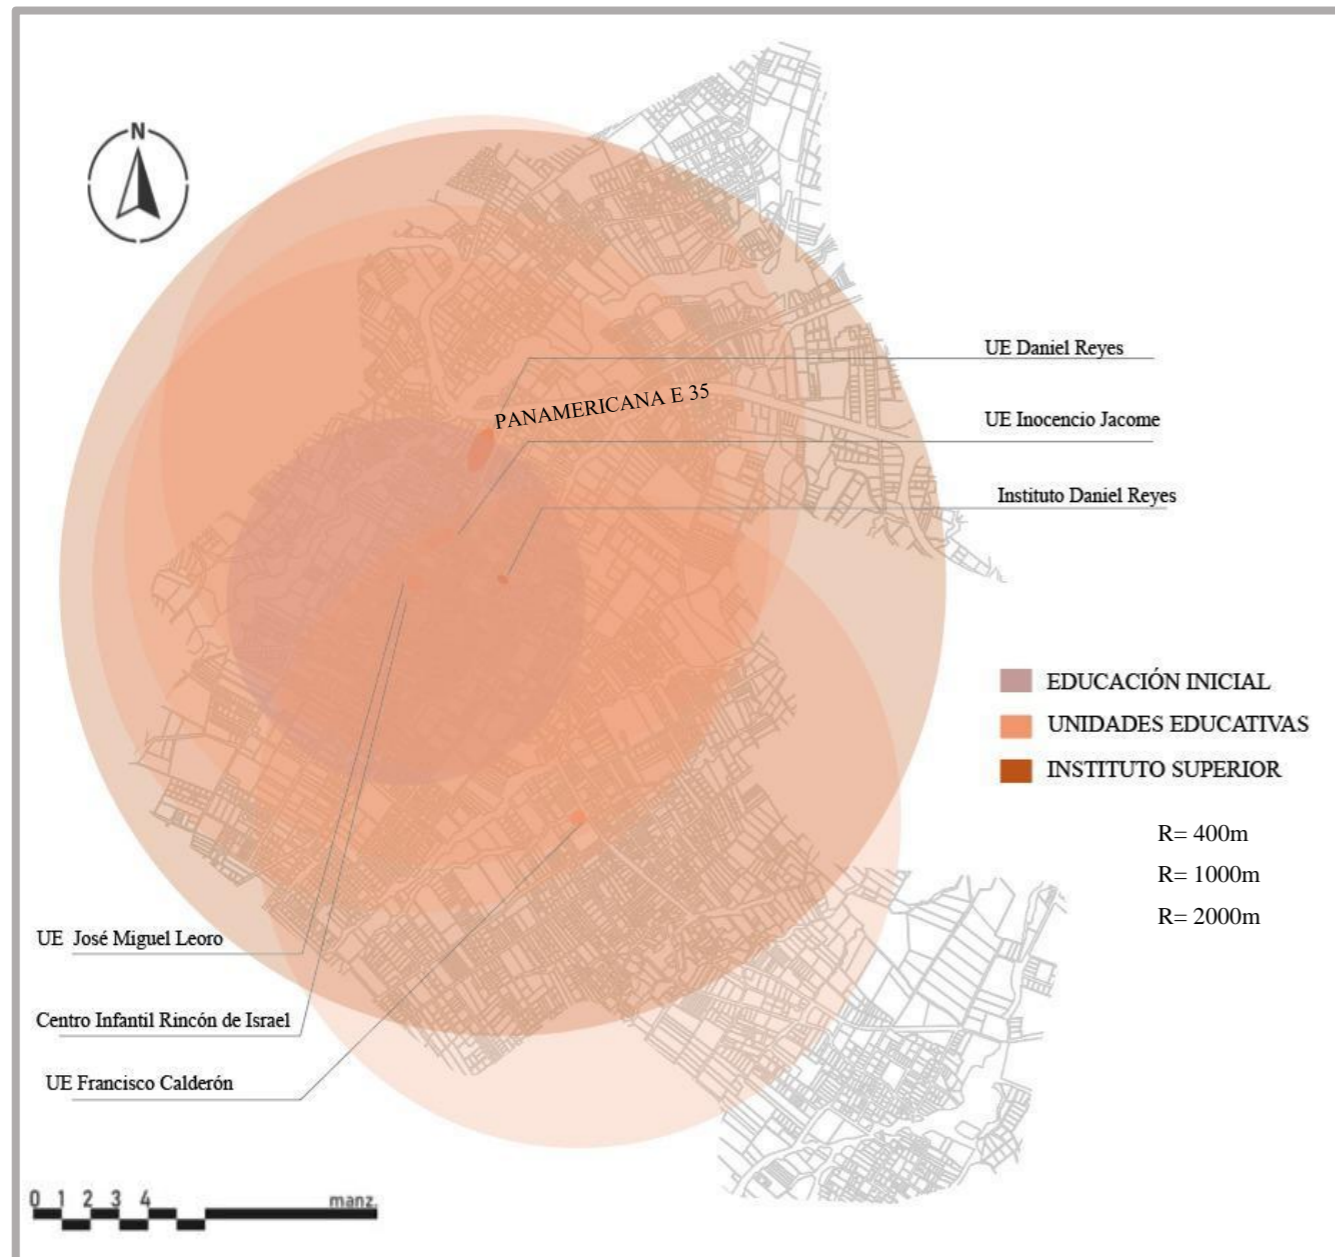 N
UE Daniel Reyes
PANAMERICANA E 35
UE Inocencio Jacome
Instituto Daniel Reyes
EDUCACIÓN INICIAL
UNIDADES EDUCATIVAS
INSTITUTO SUPERIOR
R= 400m
R= 1000m
R= 2000m
UE José Miguel Leoro
Centro Infantil Rincón de Israel
UE Francisco Calderón
0 1 2 3 4 manz.